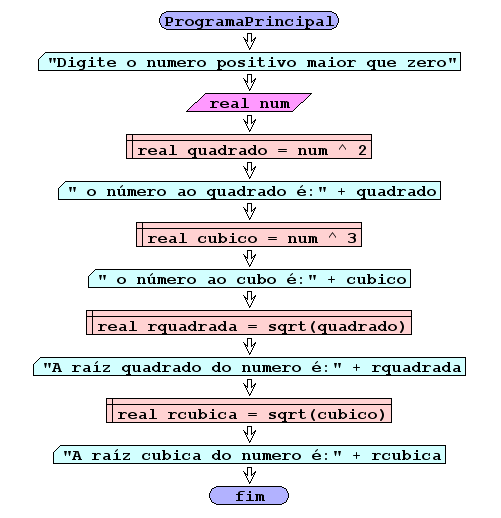 ProgramaPrincipal
"Digite o numero positivo maior que zero"
real num
real quadrado = num ^ 2
" o número ao quadrado é:" + quadrado
real cubico = num ^ 3
" o número ao cubo é:" + cubico
real rquadrada = sqrt(quadrado)
"A raíz quadrado do numero é:" + rquadrada
real rcubica = sqrt(cubico)
"A raíz cubica do numero é:" + rcubica
fim